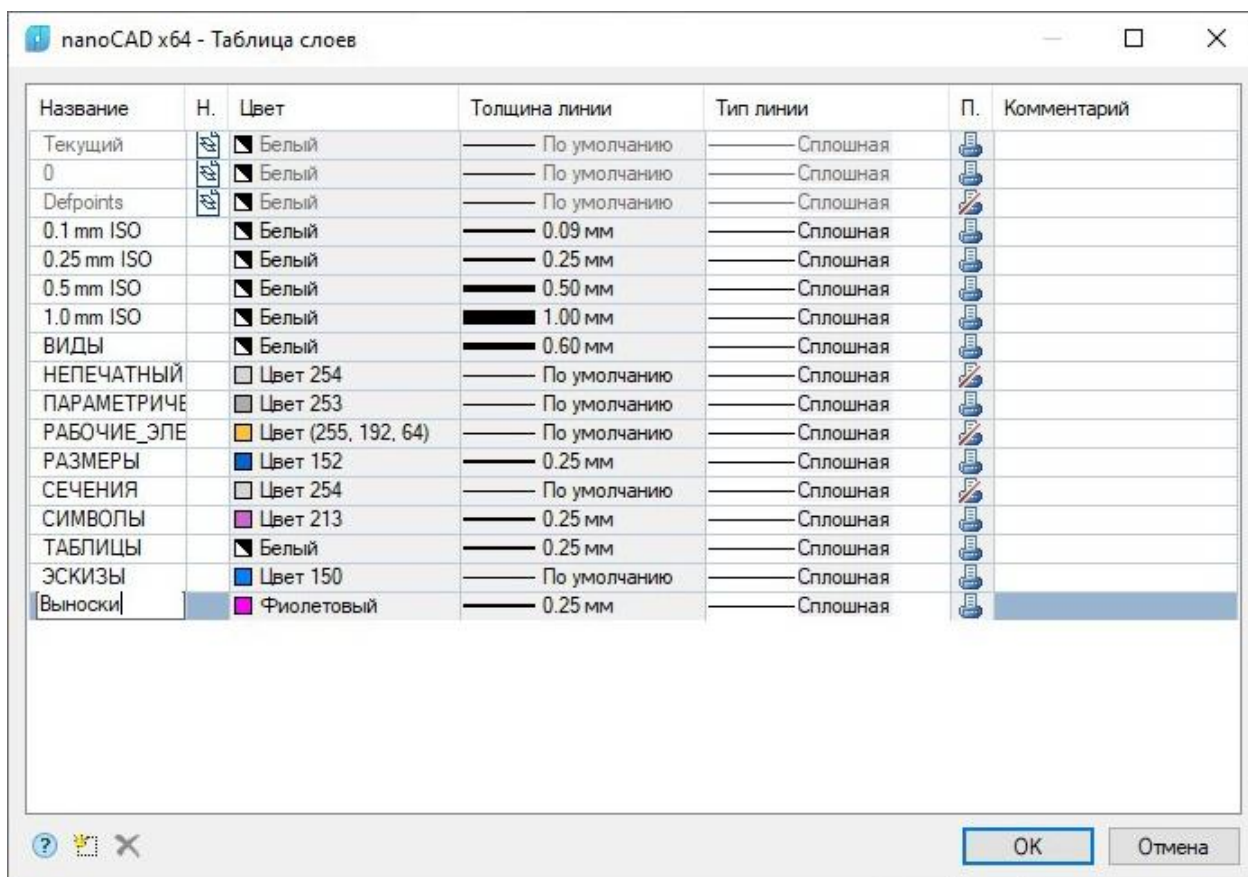 nanoCAD x64 - Таблица слоев
Название Н. Цвет Толщина линии Тип линии П. Комментарий
Текущий Белый По умолчанию Сплошная
0 Белый По умолчанию Сплошная
Defpoints Белый По умолчанию Сплошная
0.1 mm ISO Белый 0.09 мм Сплошная
0.25 mm ISO Белый 0.25 мм Сплошная
0.5 mm ISO Белый 0.50 мм Сплошная
1.0 mm ISO Белый 1.00 мм Сплошная
ВИДЫ Белый 0.60 мм Сплошная
НЕПЕЧАТНЫЙ Цвет 254 По умолчанию Сплошная
ПАРАМЕТРИЧЕ Цвет 253 По умолчанию Сплошная
РАБОЧИЕ_ЭЛЕ Цвет (255, 192, 64) По умолчанию Сплошная
РАЗМЕРЫ Цвет 152 0.25 мм Сплошная
СЕЧЕНИЯ Цвет 254 По умолчанию Сплошная
СИМВОЛЫ Цвет 213 0.25 мм Сплошная
ТАБЛИЦЫ Белый 0.25 мм Сплошная
ЭСКИЗЫ Цвет 150 По умолчанию Сплошная
Выноски Фиолетовый 0.25 мм Сплошная
? OK Отмена